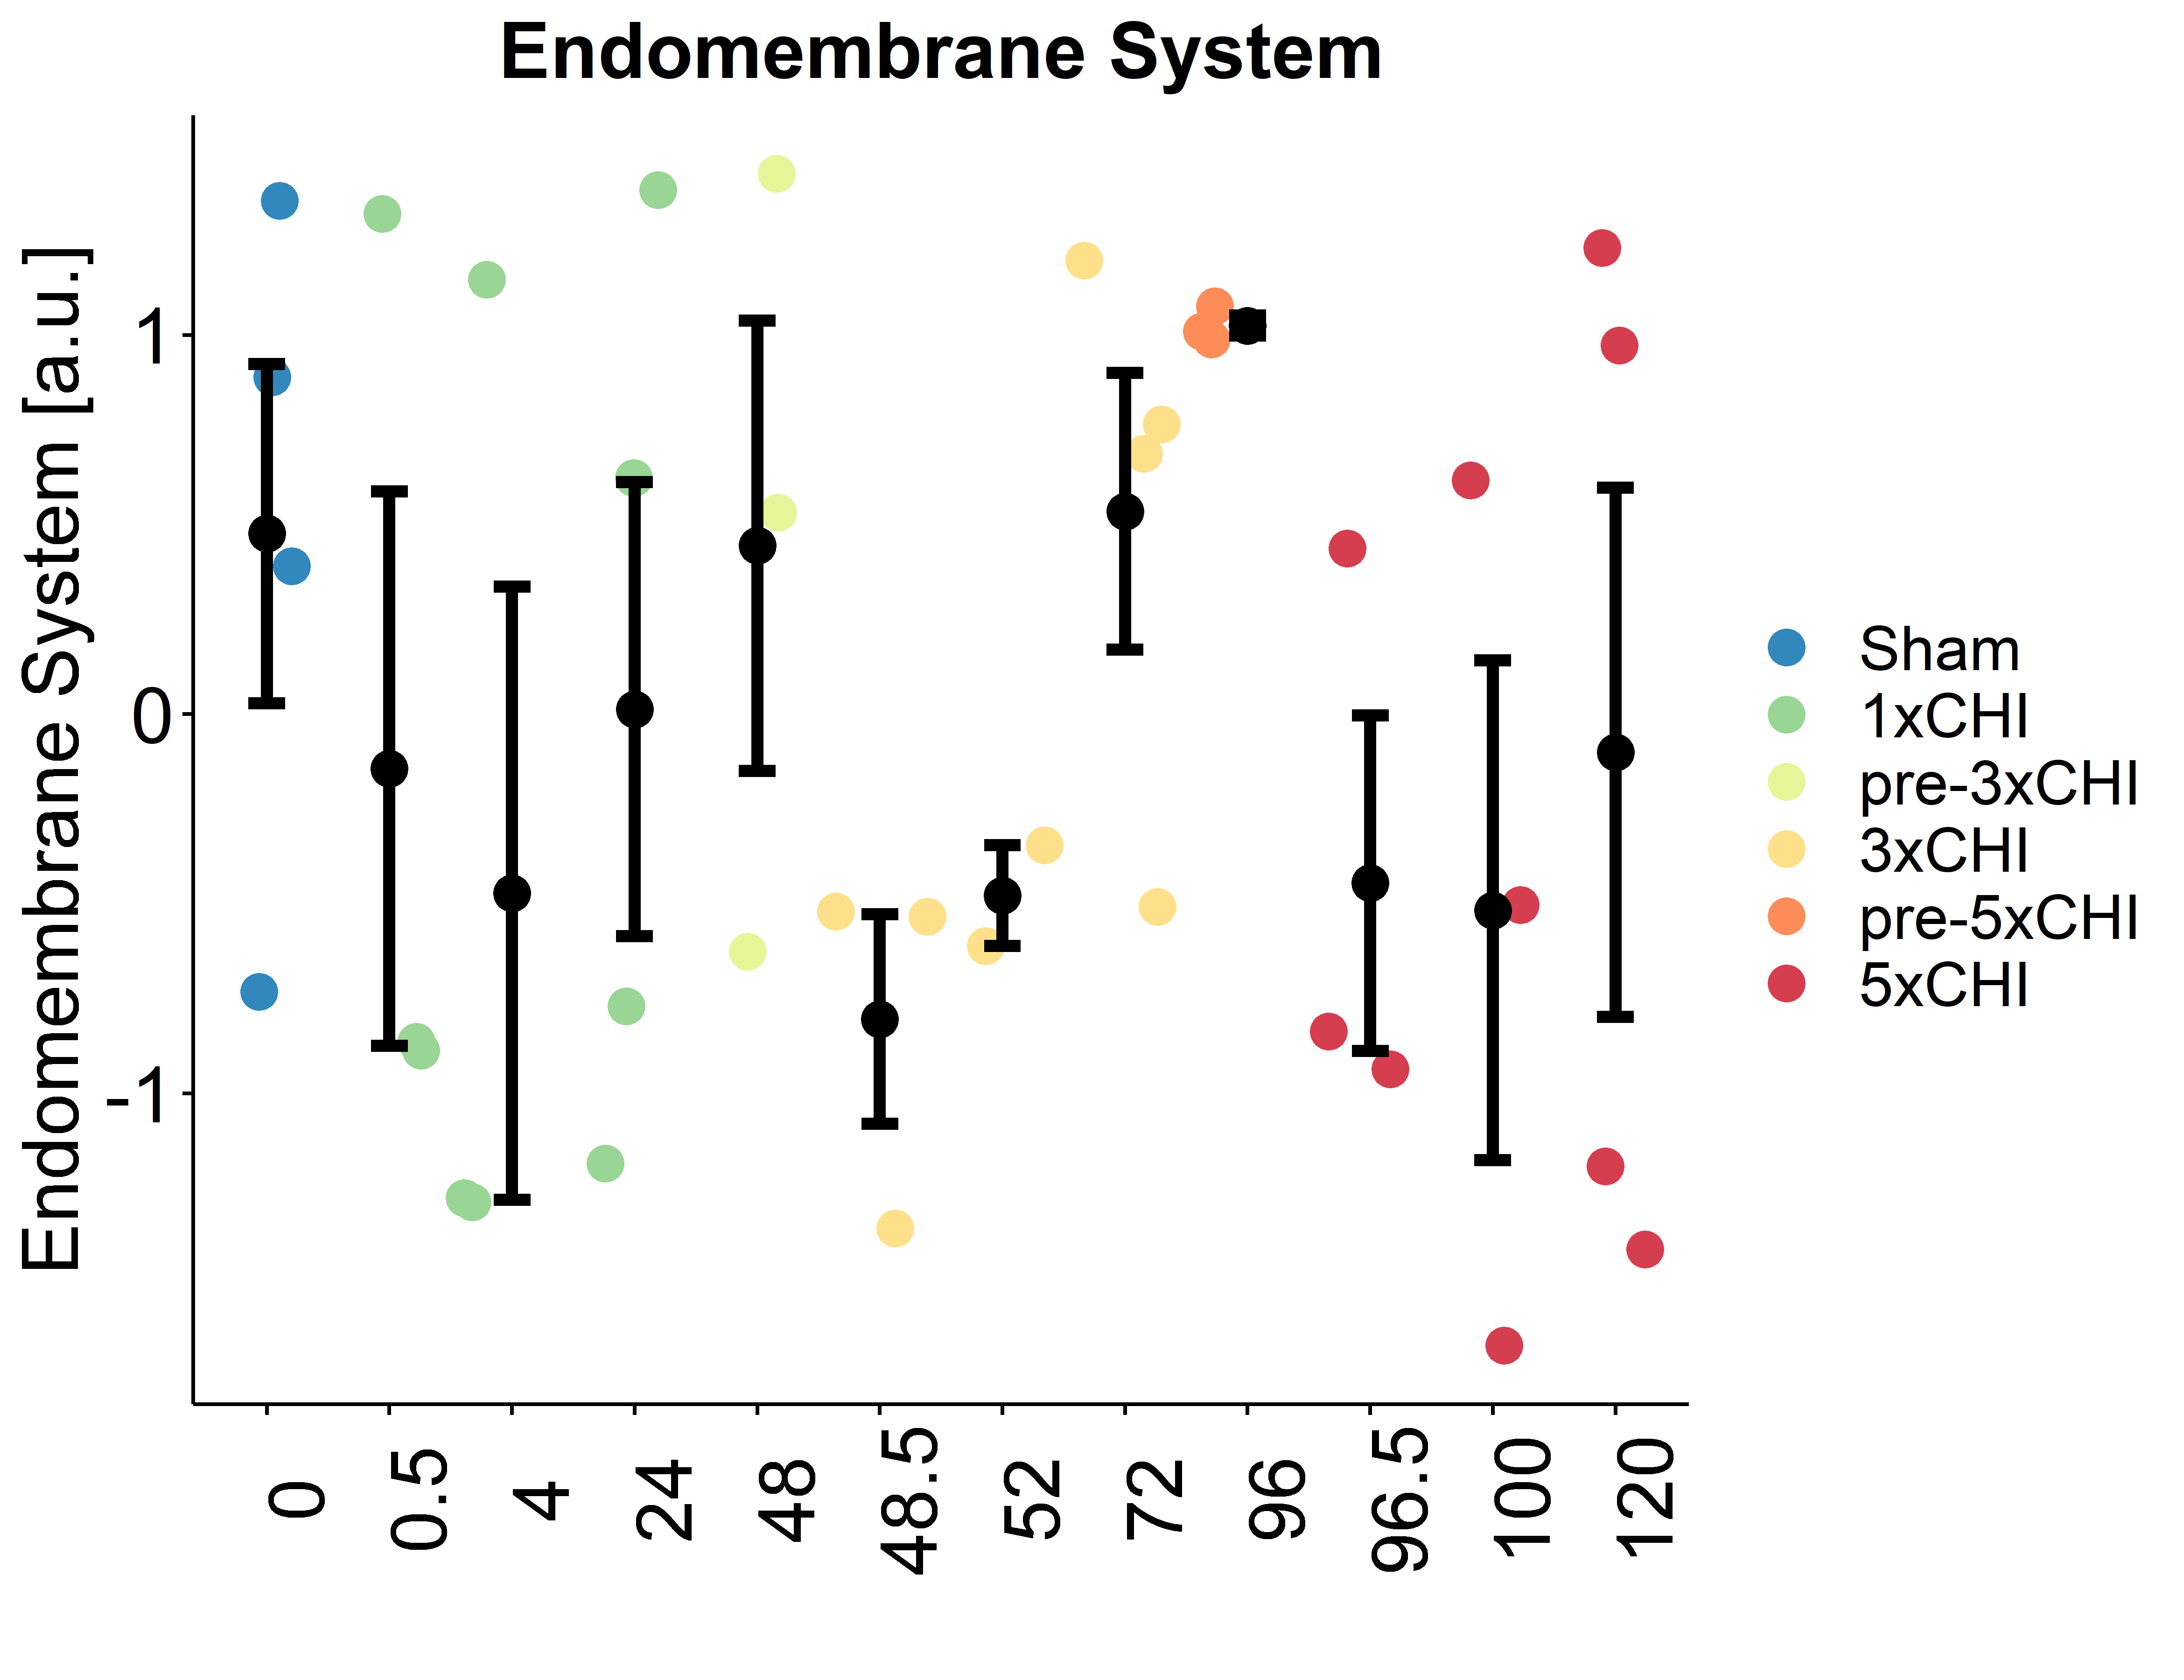 Endomembrane System
Endomembrane System [a.u.]
1
0
-1
0
0.5
4
24
48
48.5
52
72
96
96.5
100
120
Sham
1xCHI
pre-3xCHI
3xCHI
pre-5xCHI
5xCHI